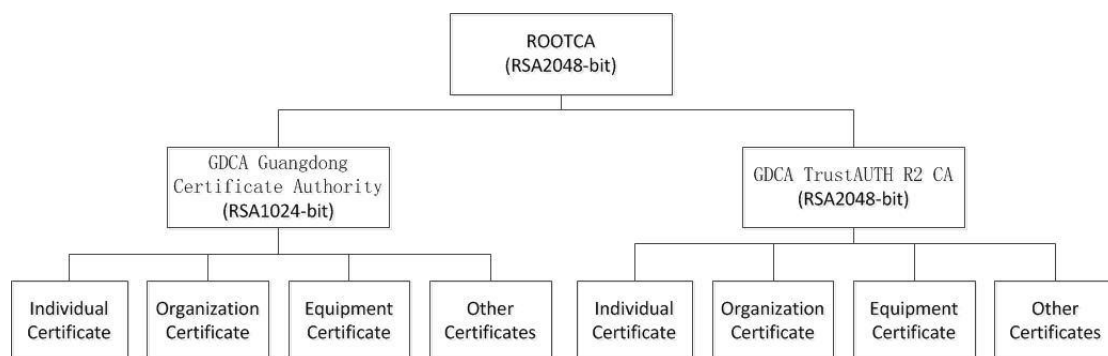 ROOTCA
(RSA2048-bit)
GDCA Guangdong
Certificate Authority
(RSA1024-bit)
GDCA TrustAUTH R2 CA
(RSA2048-bit)
Individual
Certificate
Organization
Certificate
Equipment
Certificate
Other
Certificates
Individual
Certificate
Organization
Certificate
Equipment
Certificate
Other
Certificates